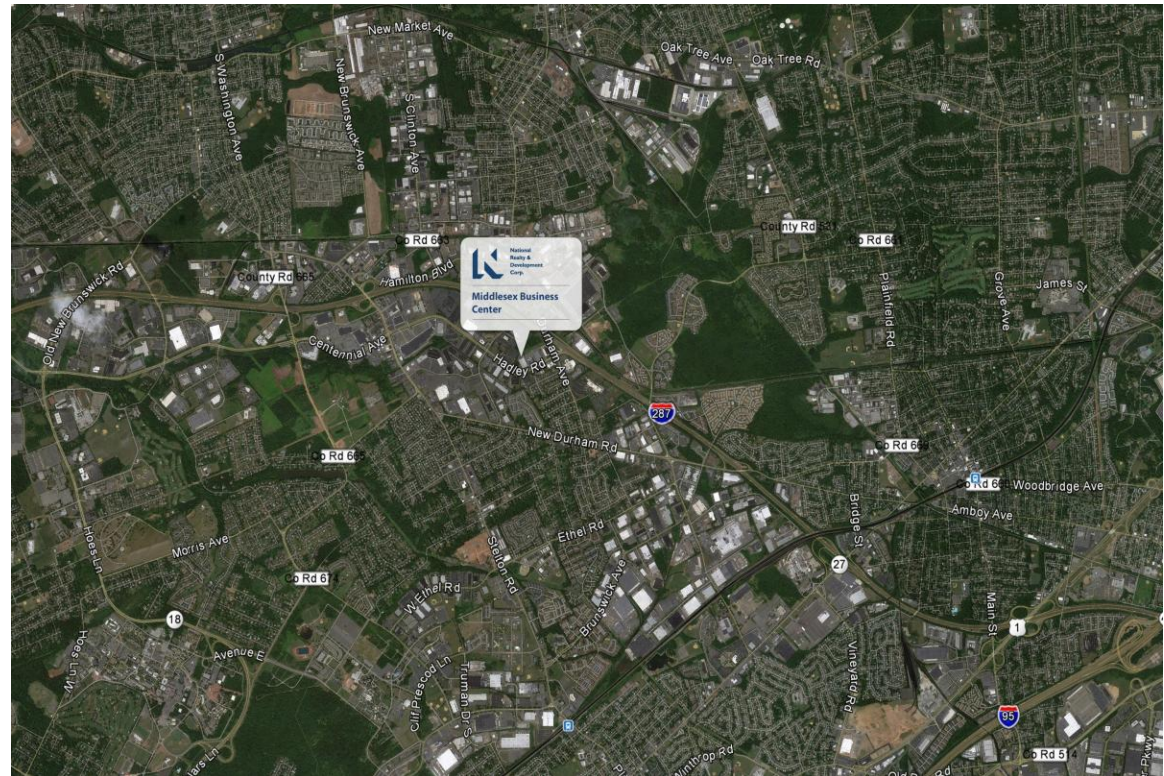 New Market Ave
Oak Tree Ave
Oak Tree Rd
S Washington Ave
New Brunswick Ave
S Clinton Ave
Co Rd 663
County Rd 531
Co Rd 661
County Rd 665
Hamilton Blvd
National
Realty &
Development
Corp.
Middlesex Business
Center
Old New Brunswick Rd
Centennial Ave
Hadley Rd
Durham Ave
Plainfield Rd
Grove Ave
James St
287
New Durham Rd
Co Rd 665
Woodbridge Ave
Amboy Ave
Bridge St
Hoes Ln
Morris Ave
Stelton Rd
Ethel Rd
27
Co Rd 674
W Ethel Rd
Brunswick Ave
Main St
1
18
Hoes Ln W
Avenue E
Clif Prescod Ln
Truman Dr S
Vineyard Rd
95
Co Rd 514
Winthrop Rd